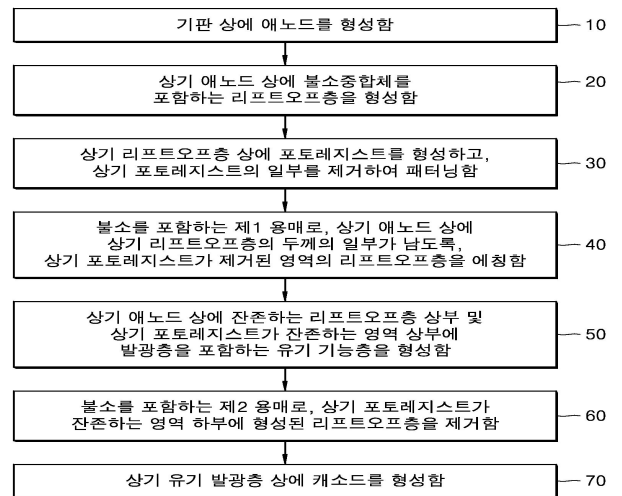 기판 상에 애노드를 형성함
10
상기 애노드 상에 불소중합체를
포함하는 리프트오프층을 형성함
20
상기 리프트오프층 상에 포토레지스트를 형성하고,
상기 포토레지스트의 일부를 제거하여 패터닝함
30
불소를 포함하는 제1 용매로, 상기 애노드 상에
상기 리프트오프층의 두께의 일부가 남도록,
상기 포토레지스트가 제거된 영역의 리프트오프층을 에칭함
40
상기 애노드 상에 잔존하는 리프트오프층 상부 및
상기 포토레지스트가 잔존하는 영역 상부에
발광층을 포함하는 유기 기능층을 형성함
50
불소를 포함하는 제2 용매로, 상기 포토레지스트가
잔존하는 영역 하부에 형성된 리프트오프층을 제거함
60
상기 유기 발광층 상에 캐소드를 형성함
70